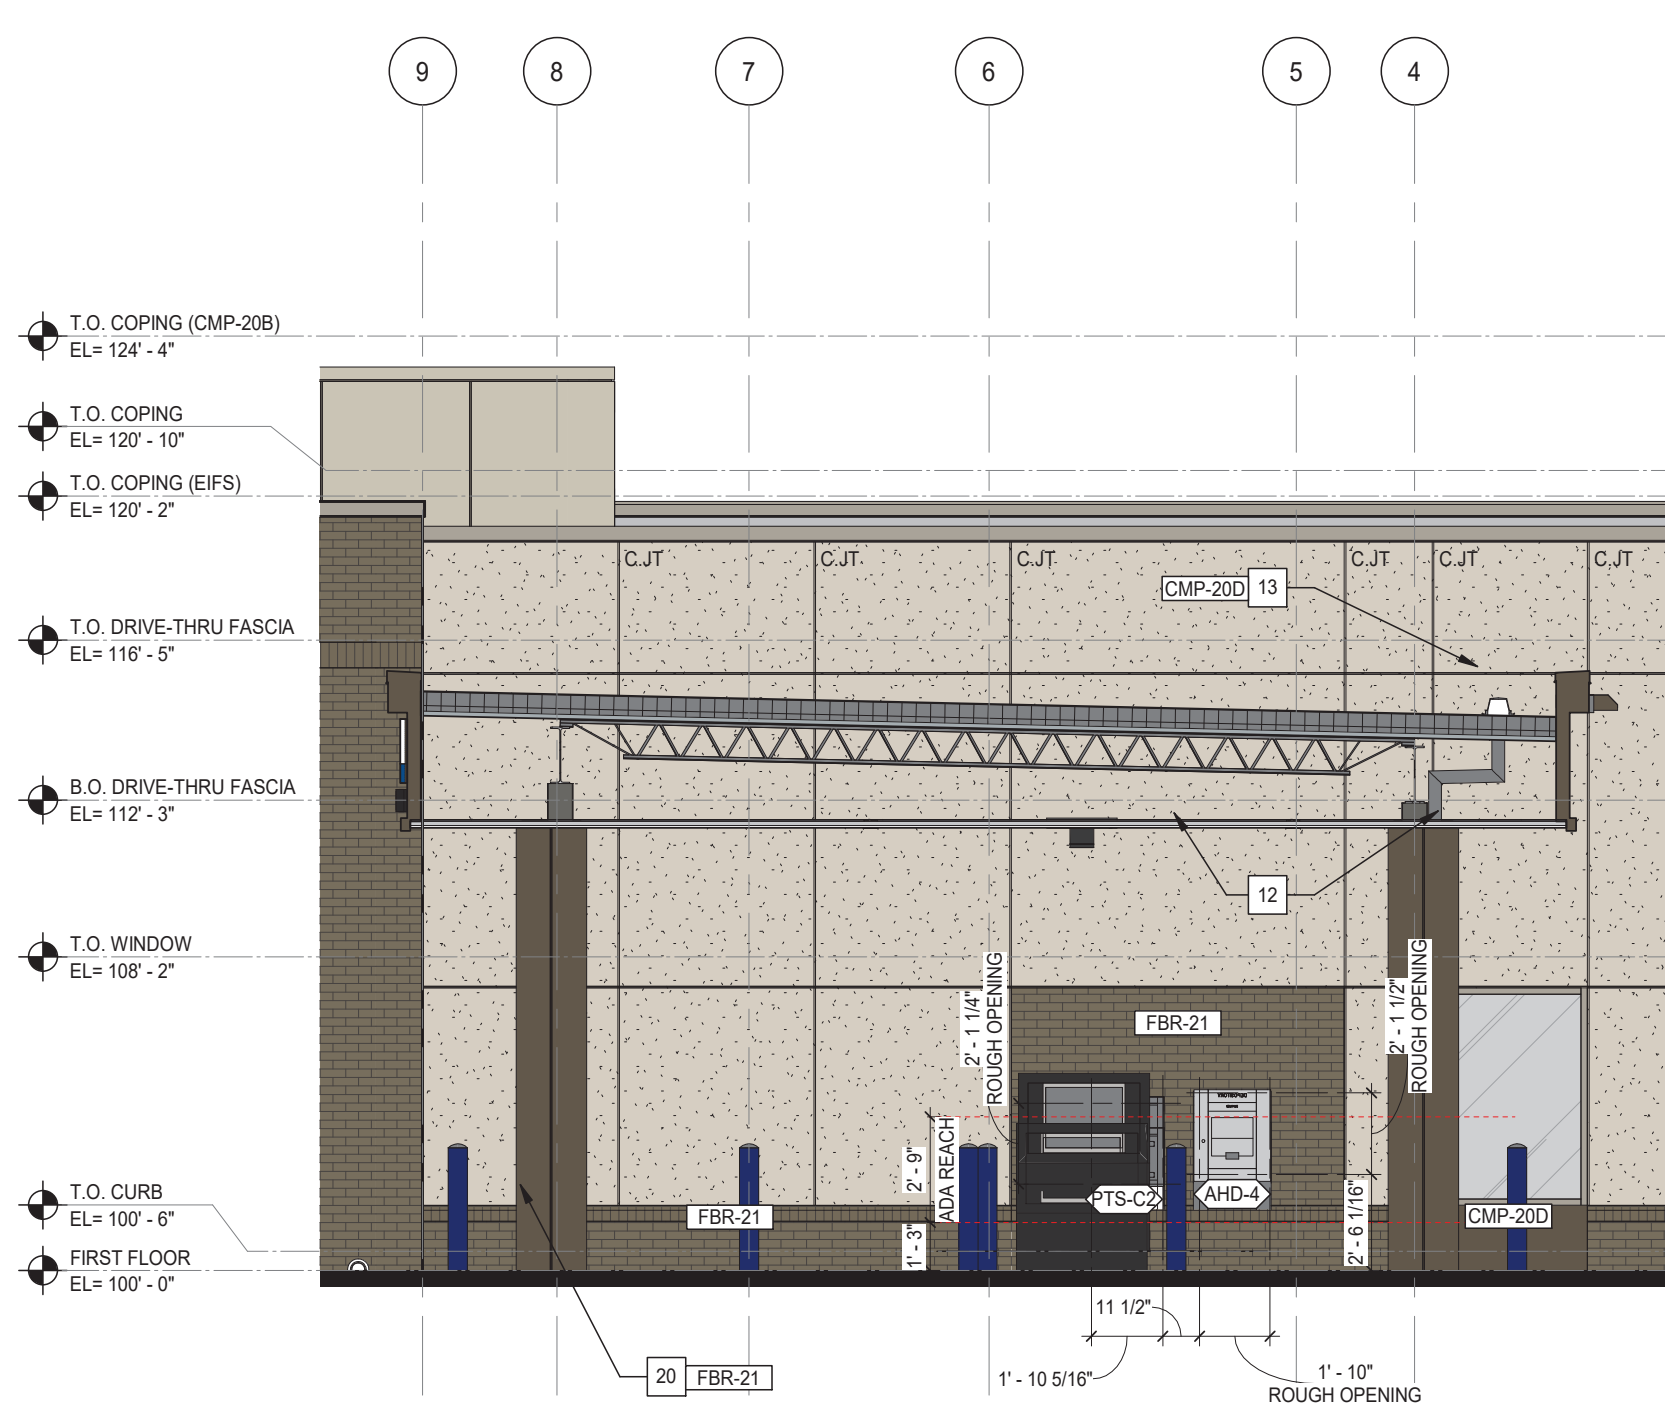 9
8
7
6
5
4
T.O. COPING (CMP-20B)
EL= 124' - 4"
T.O. COPING
EL= 120' - 10"
T.O. COPING (EIFS)
EL= 120' - 2"
C.JT
C.JT
C.JT
C.JT
C.JT
C.JT
CMP-20D
13
T.O. DRIVE-THRU FASCIA
EL= 116' - 5"
B.O. DRIVE-THRU FASCIA
EL= 112' - 3"
12
T.O. WINDOW
EL= 108' - 2"
2' - 1 1/4"
ROUGH OPENING
FBR-21
2' - 1 1/2"
ROUGH OPENING
2' - 9"
ADA REACH
1' - 3"
PTS-C2
AHD-4
2' - 6 1/16"
T.O. CURB
EL= 100' - 6"
FBR-21
CMP-20D
FIRST FLOOR
EL= 100' - 0"
11 1/2"
1' - 10 5/16"
1' - 10"
ROUGH OPENING
20
FBR-21